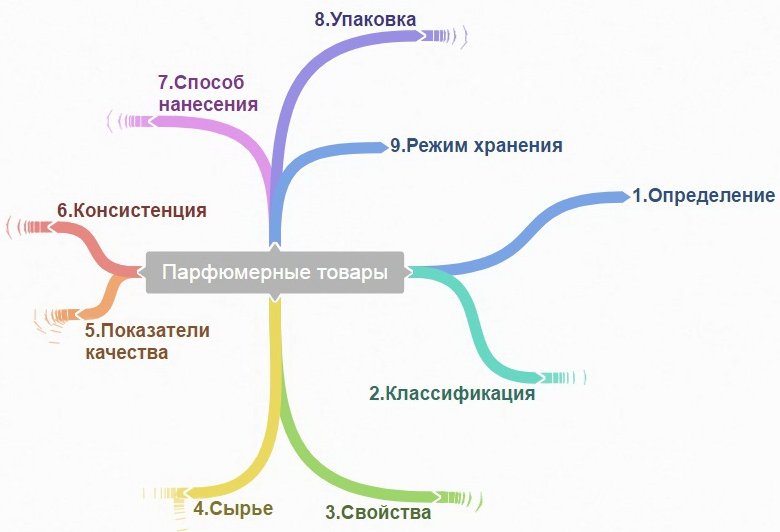 8.Упаковка
7.Способ
нанесения
9.Режим хранения
1.Определение
6.Консистенция
Парфюмерные товары
5.Показатели
качества
2.Классификация
4.Сырье
3.Свойства